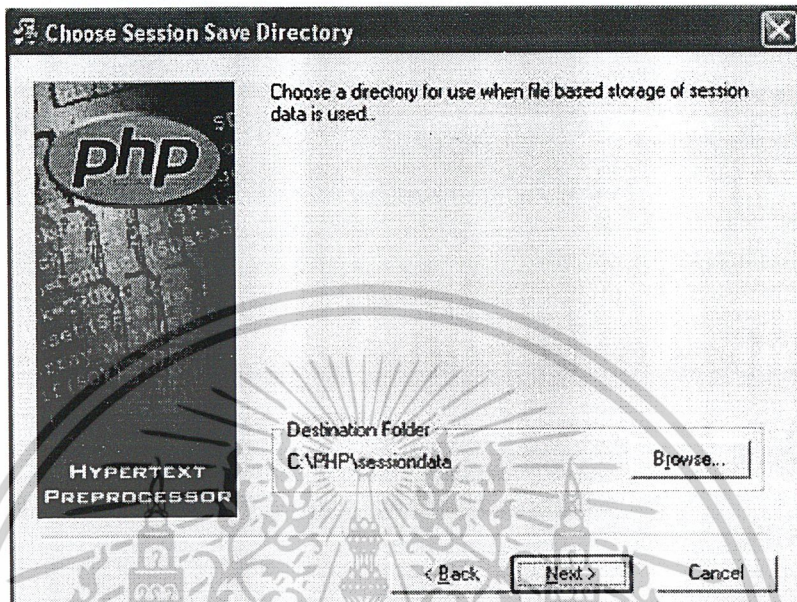 Choose Session Save Directory
Choose a directory for use when file based storage of session
data is used..
php
HYPERTEXT
PREPROCESSOR
Destination Folder
C:\PHP\sessiondata
Browse...
< Back
Next >
Cancel